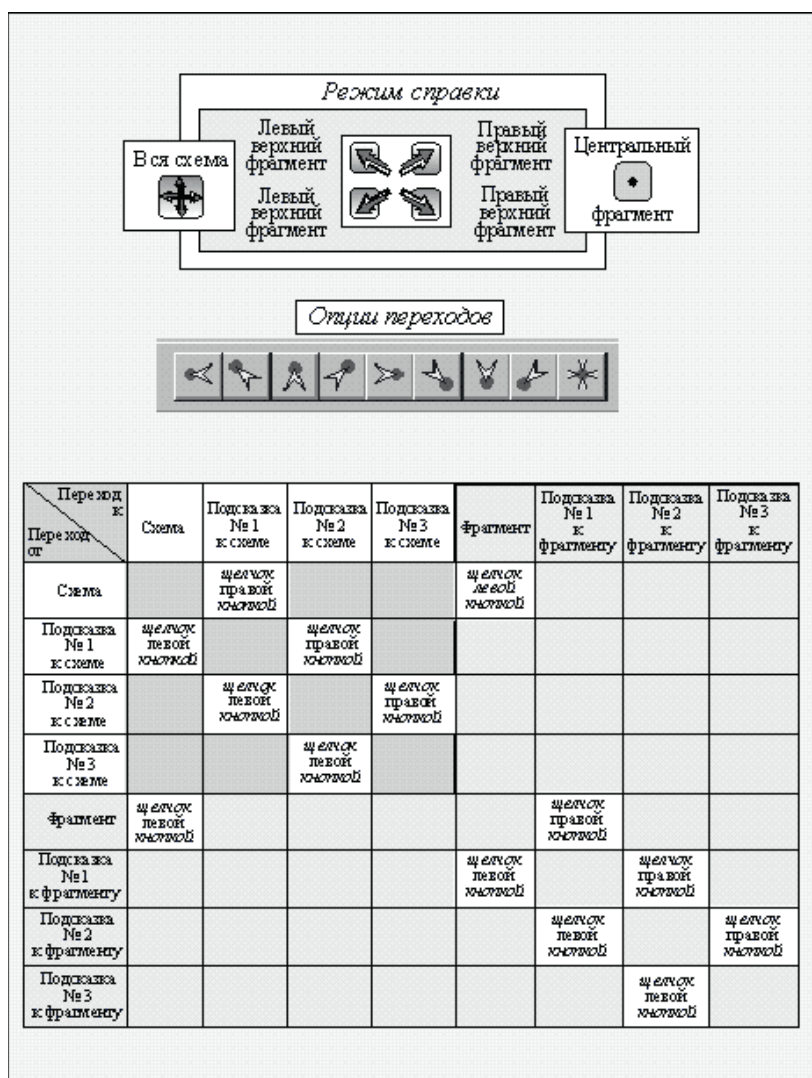 Режим справки
Левый
верхний
фрагмент
Правый
верхний
фрагмент
Вся схема
Центральный
фрагмент
Левый
верхний
фрагмент
Правый
верхний
фрагмент
Опции переходов
Переход
к
Переход
от
Схема
Подсказка
№ 1
к схеме
Подсказка
№ 2
к схеме
Подсказка
№ 3
к схеме
Фрагмент
Подсказка
№ 1
к
фрагменту
Подсказка
№ 2
к
фрагменту
Подсказка
№ 3
к
фрагменту
Схема
щелчок
правой
кнопкой
щелчок
левой
кнопкой
Подсказка
№ 1
к схеме
щелчок
левой
кнопкой
щелчок
правой
кнопкой
Подсказка
№ 2
к схеме
щелчок
левой
кнопкой
щелчок
правой
кнопкой
Подсказка
№ 3
к схеме
щелчок
левой
кнопкой
Фрагмент
щелчок
левой
кнопкой
щелчок
правой
кнопкой
Подсказка
№1
к фрагменту
щелчок
левой
кнопкой
щелчок
правой
кнопкой
Подсказка
№ 2
к фрагменту
щелчок
левой
кнопкой
щелчок
правой
кнопкой
Подсказка
№ 3
к фрагменту
щелчок
левой
кнопкой